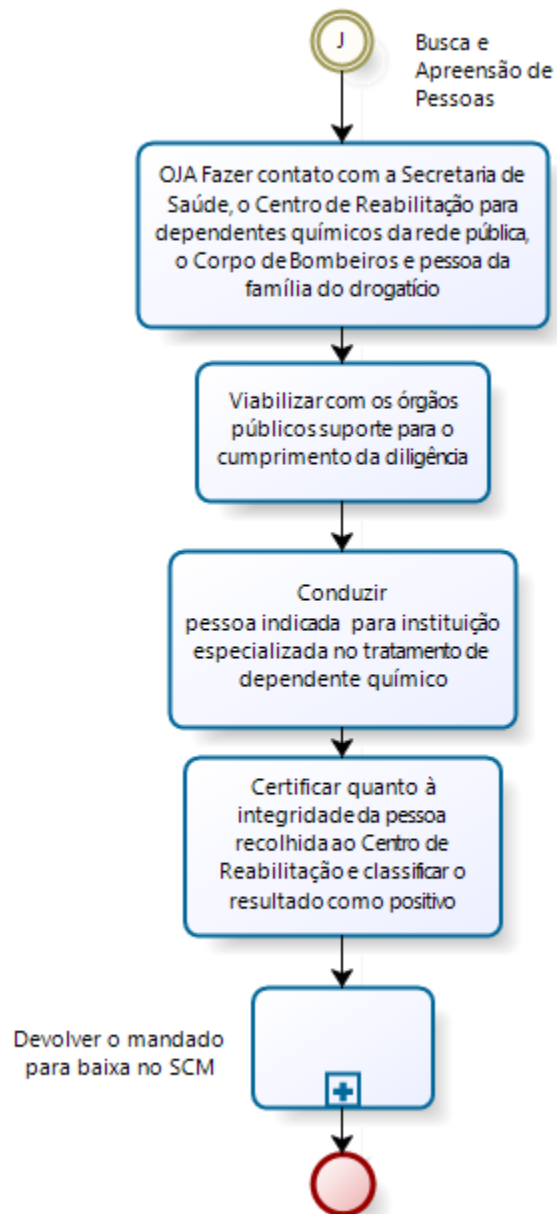 J
Busca e
Apreensão de
Pessoas
OJA Fazer contato com a Secretaria de
Saúde, o Centro de Reabilitação para
dependentes químicos da rede pública,
o Corpo de Bombeiros e pessoa da
família do drogatício
Viabilizar com os órgãos
públicos suporte para o
cumprimento da diligência
Conduzir
pessoa indicada para instituição
especializada no tratamento de
dependente químico
Certificar quanto à
integridade da pessoa
recolhida ao Centro de
Reabilitação e classificar o
resultado como positivo
Devolver o mandado
para baixa no SCM